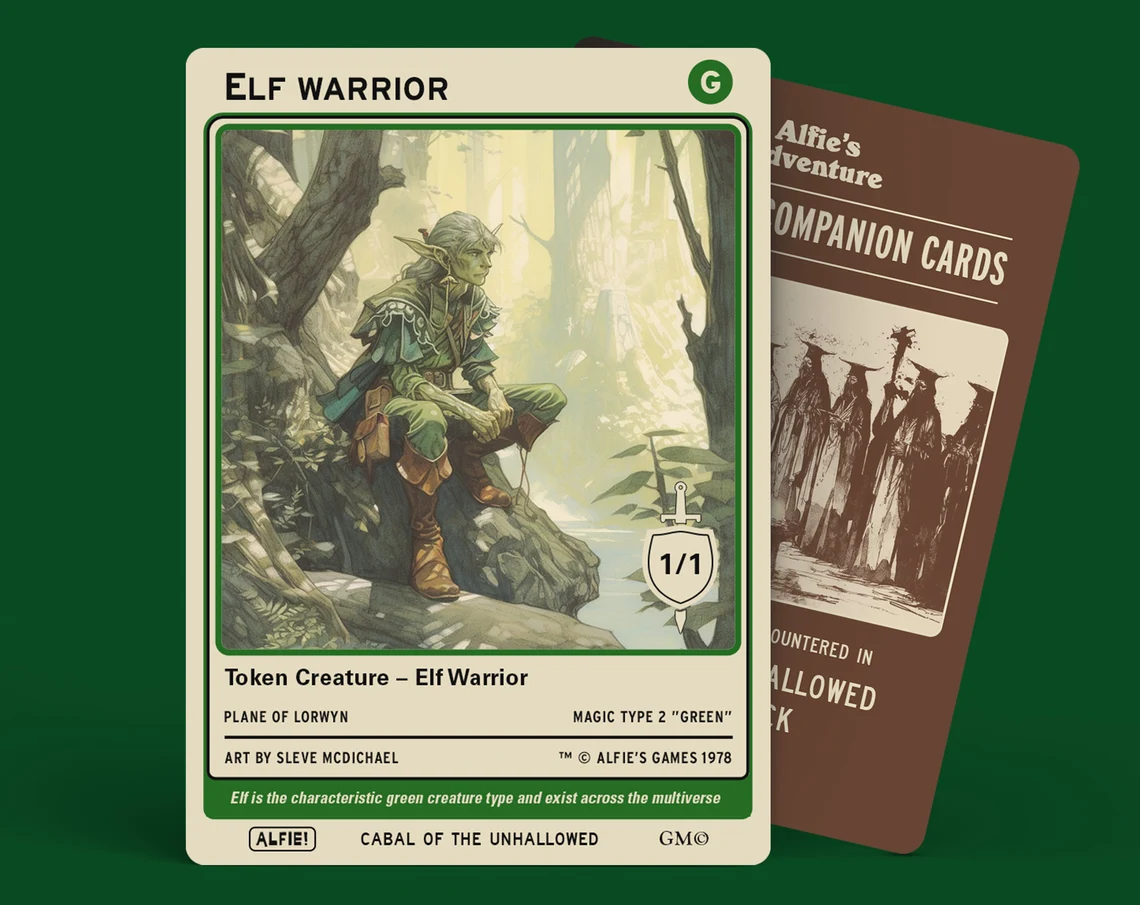 ELF WARRIOR
G
1/1
Token Creature – Elf Warrior
PLANE OF LORWYN
MAGIC TYPE 2 "GREEN"
ART BY SLEVE MCDICHAEL
™ © ALFIE'S GAMES 1978
Elf is the characteristic green creature type and exist across the multiverse
ALFIE!
CABAL OF THE UNHALLOWED
GM©
Alfie's
dventure
COMPANION CARDS
OUNTERED IN
ALLOWED
CK